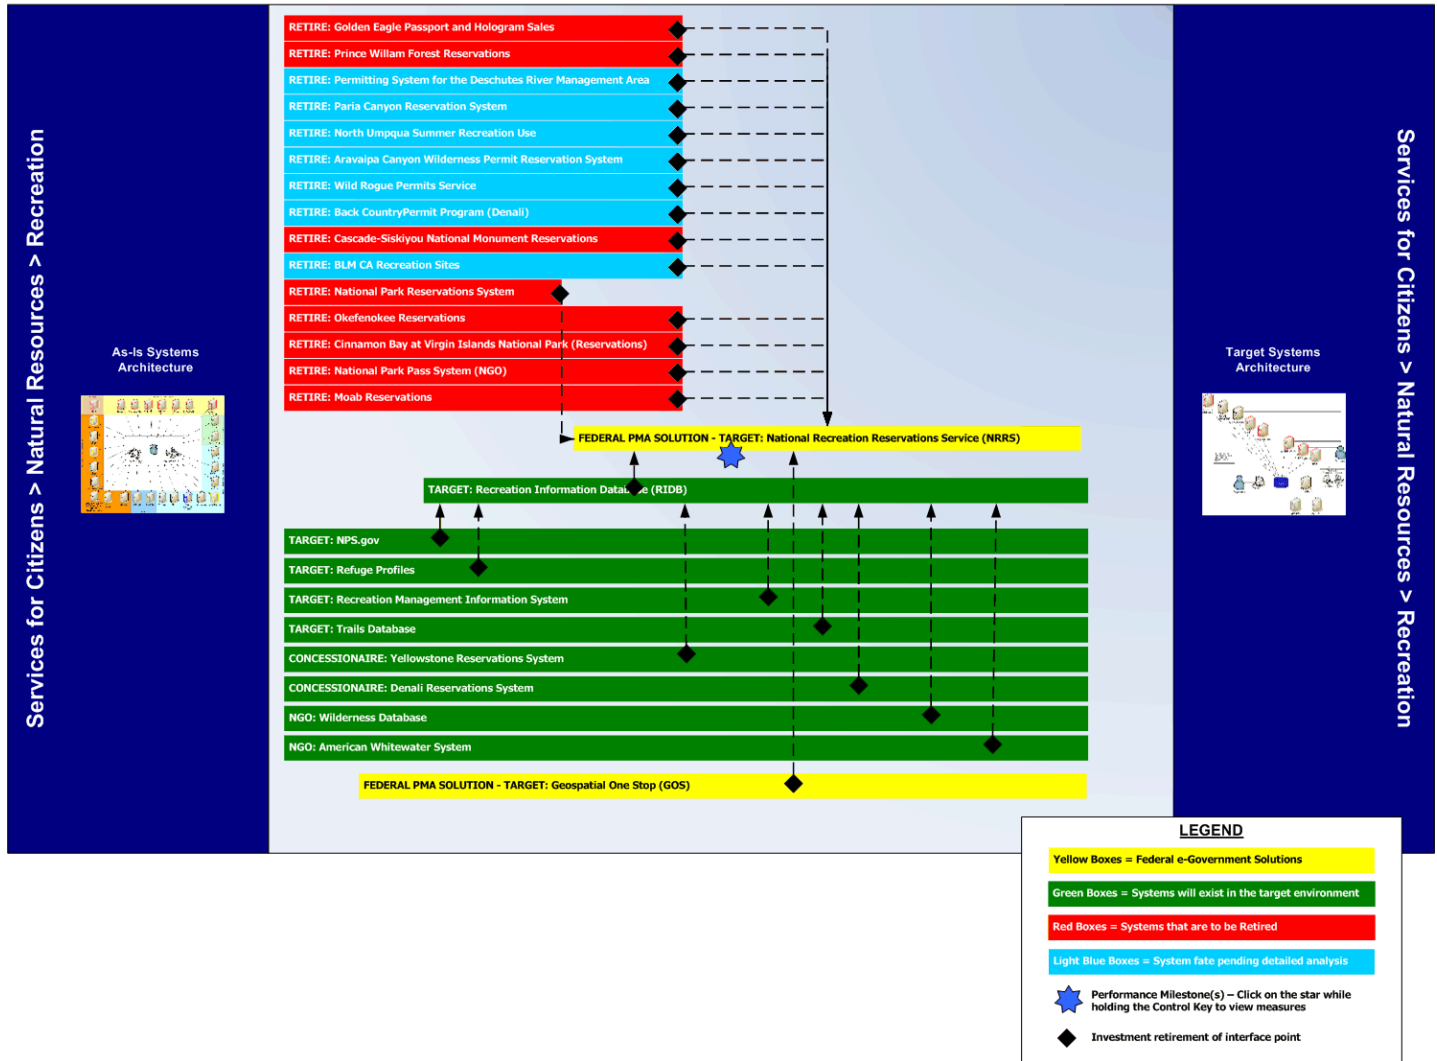 Services for Citizens > Natural Resources > Recreation
As-Is Systems
Architecture
RETIRE: Golden Eagle Passport and Hologram Sales
RETIRE: Prince Willam Forest Reservations
RETIRE: Permitting System for the Deschutes River Management Area
RETIRE: Paria Canyon Reservation System
RETIRE: North Umpqua Summer Recreation Use
RETIRE: Aravaipa Canyon Wilderness Permit Reservation System
RETIRE: Wild Rogue Permits Service
RETIRE: Back CountryPermit Program (Denali)
RETIRE: Cascade-Siskiyou National Monument Reservations
RETIRE: BLM CA Recreation Sites
RETIRE: National Park Reservations System
RETIRE: Okefenokee Reservations
RETIRE: Cinnamon Bay at Virgin Islands National Park (Reservations)
RETIRE: National Park Pass System (NGO)
RETIRE: Moab Reservations
FEDERAL PMA SOLUTION - TARGET: National Recreation Reservations Service (NRRS)
TARGET: Recreation Information Database (RIDB)
TARGET: NPS.gov
TARGET: Refuge Profiles
TARGET: Recreation Management Information System
TARGET: Trails Database
CONCESSIONAIRE: Yellowstone Reservations System
CONCESSIONAIRE: Denali Reservations System
NGO: Wilderness Database
NGO: American Whitewater System
FEDERAL PMA SOLUTION - TARGET: Geospatial One Stop (GOS)
Target Systems
Architecture
Services for Citizens > Natural Resources > Recreation
LEGEND
Yellow Boxes = Federal e-Government Solutions
Green Boxes = Systems will exist in the target environment
Red Boxes = Systems that are to be Retired
Light Blue Boxes = System fate pending detailed analysis
Performance Milestone(s) – Click on the star while
holding the Control Key to view measures
Investment retirement of interface point